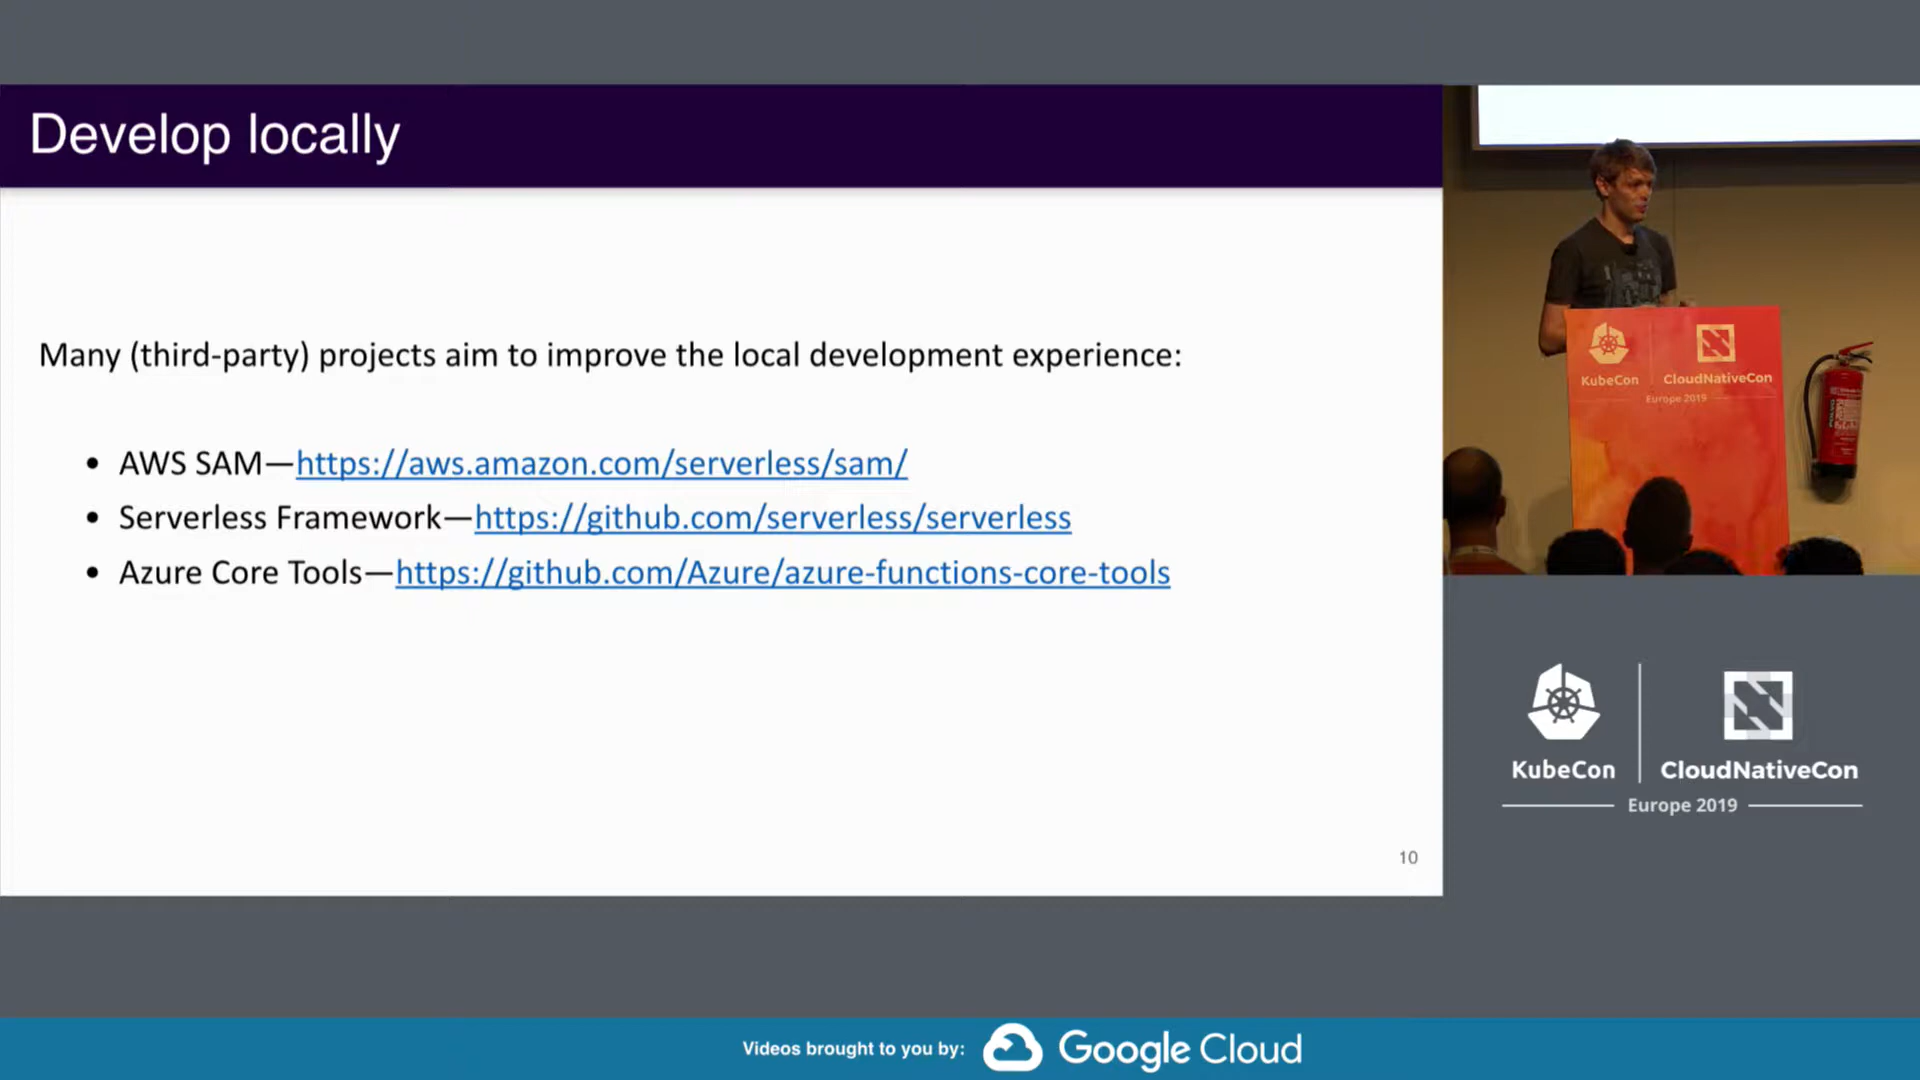 Develop locally
Many (third-party) projects aim to improve the local development experience:
• AWS SAM—https://aws.amazon.com/serverless/sam/
• Serverless Framework—https://github.com/serverless/serverless
• Azure Core Tools—https://github.com/Azure/azure-functions-core-tools
10
KubeCon
CloudNativeCon
Europe 2019
KubeCon
CloudNativeCon
Europe 2019
Videos brought to you by:
Google Cloud